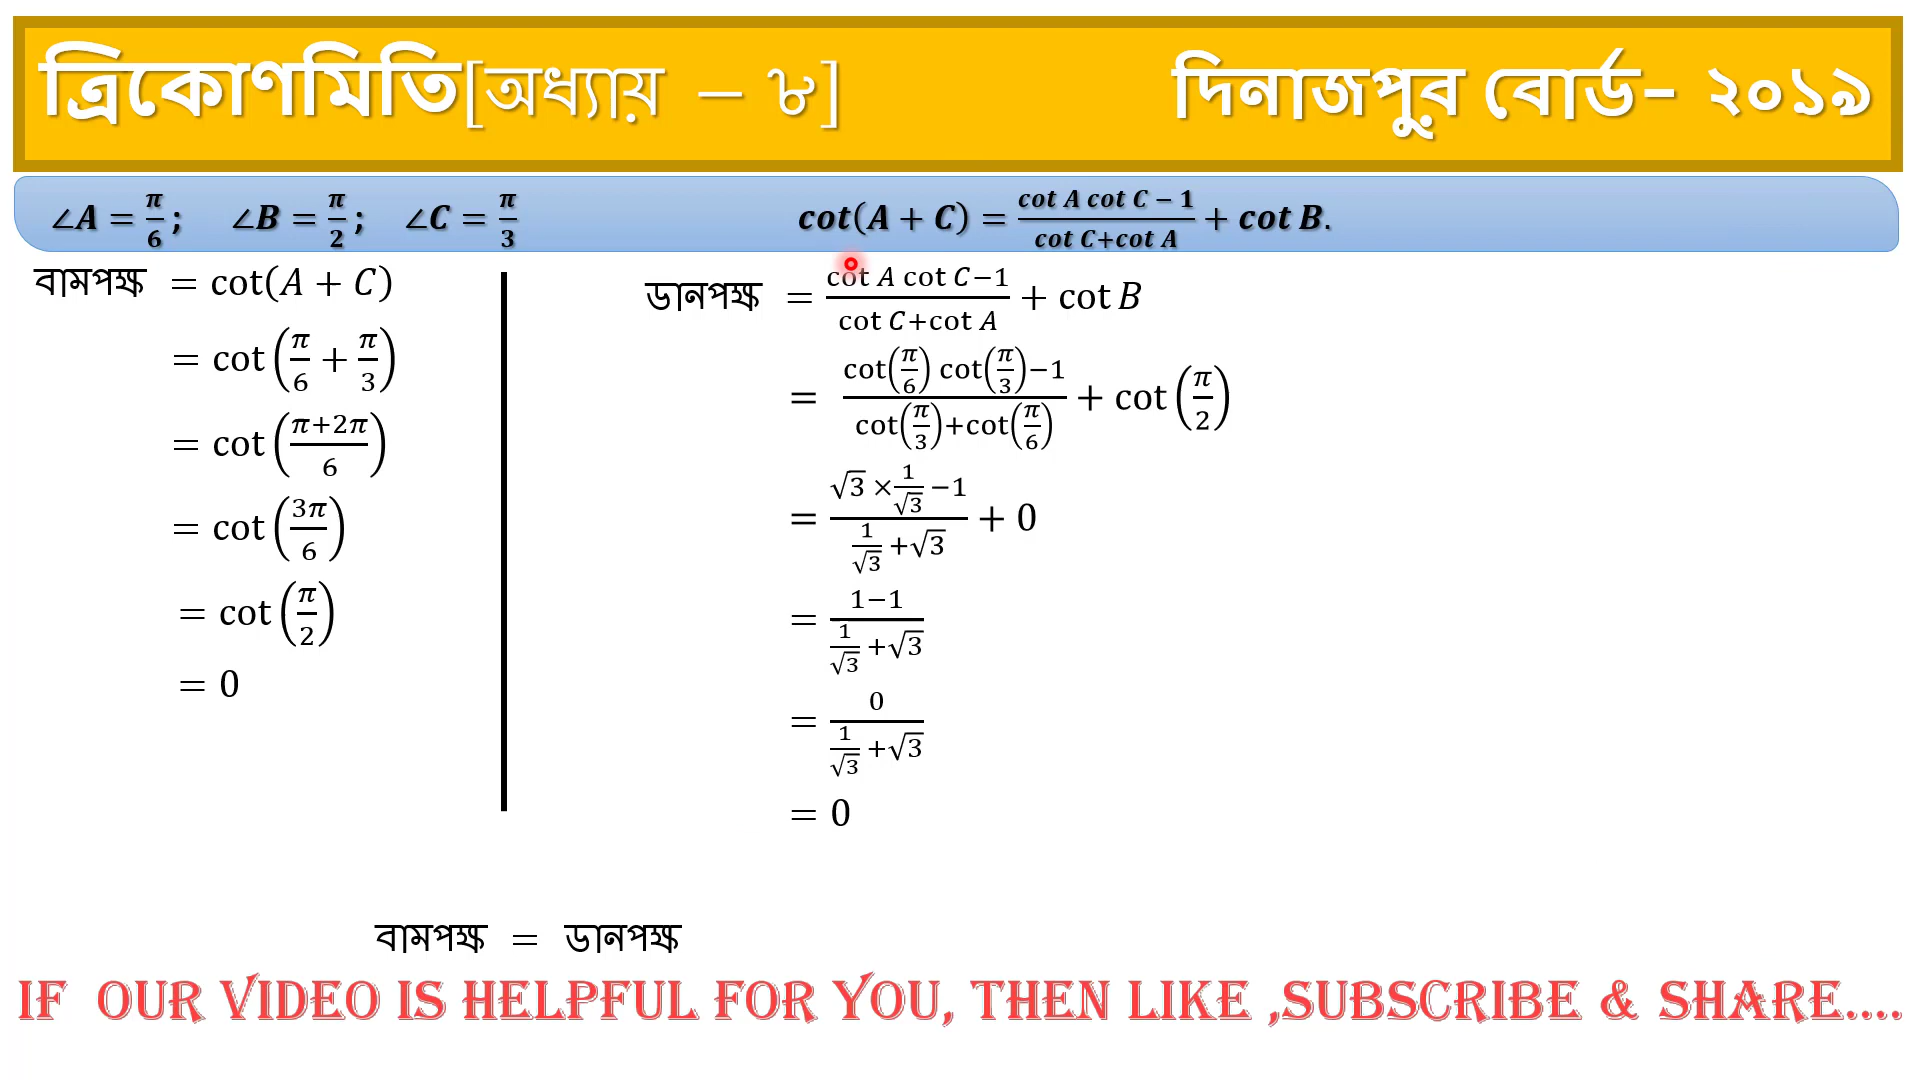 ত্রিকোণমিতি[অধ্যায় – ৮] দিনাজপুর বোর্ড– ২০১৯
∠A = π/6 ; ∠B = π/2 ; ∠C = π/3 cot(A + C) = (cot A cot C − 1)/(cot C+cot A) + cot B.
বামপক্ষ = cot(A + C)
= cot(π/6 + π/3)
= cot((π+2π)/6)
= cot(3π/6)
= cot(π/2)
= 0
ডানপক্ষ = (cot A cot C−1)/(cot C+cot A) + cot B
= (cot(π/6) cot(π/3)−1)/(cot(π/3)+cot(π/6)) + cot(π/2)
= (√3 ×1/√3 −1)/(1/√3 +√3) + 0
= (1−1)/(1/√3 +√3)
= 0/(1/√3 +√3)
= 0
বামপক্ষ = ডানপক্ষ
IF OUR VIDEO IS HELPFUL FOR YOU, THEN LIKE ,SUBSCRIBE & SHARE....